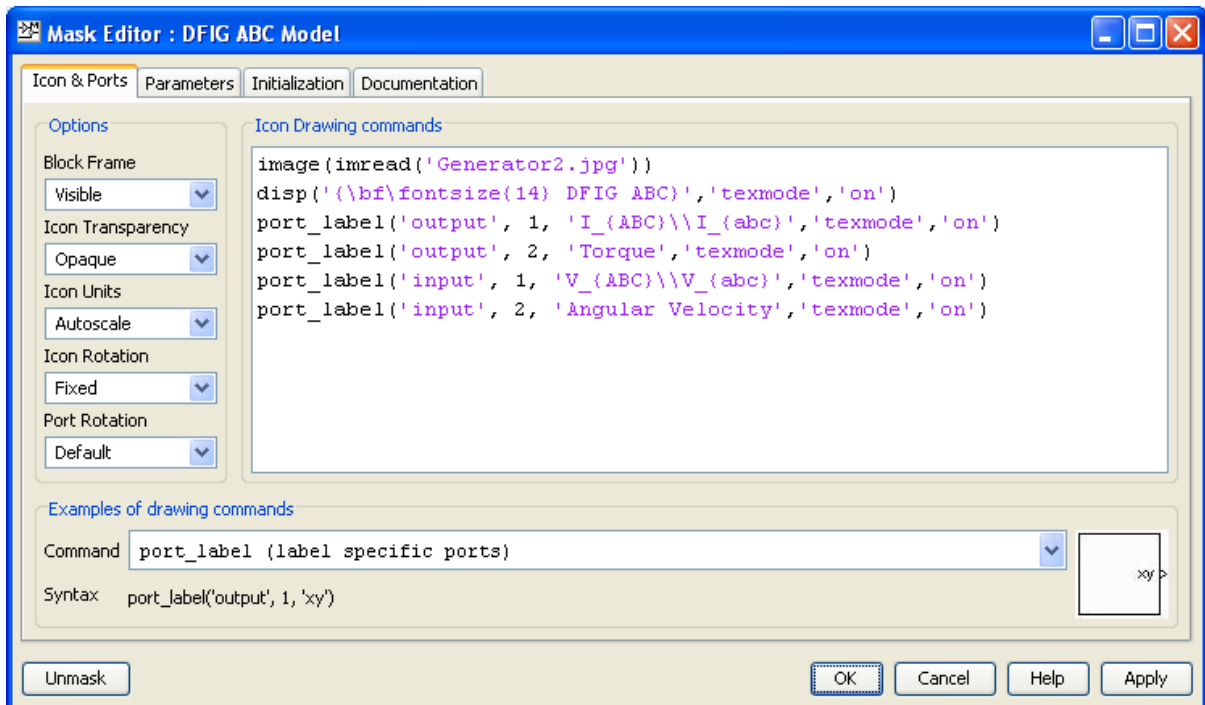 Mask Editor : DFIG ABC Model
Icon & Ports Parameters Initialization Documentation
Options
Block Frame
Visible
Icon Transparency
Opaque
Icon Units
Autoscale
Icon Rotation
Fixed
Port Rotation
Default
Icon Drawing commands
image(imread('Generator2.jpg'))
disp('{\bf\fontsize{14} DFIG ABC}','texmode','on')
port_label('output', 1, 'I_{ABC}\\I_{abc}','texmode','on')
port_label('output', 2, 'Torque','texmode','on')
port_label('input', 1, 'V_{ABC}\\V_{abc}','texmode','on')
port_label('input', 2, 'Angular Velocity','texmode','on')
Examples of drawing commands
Command port_label (label specific ports)
xy
Syntax port_label('output', 1, 'xy')
Unmask OK Cancel Help Apply